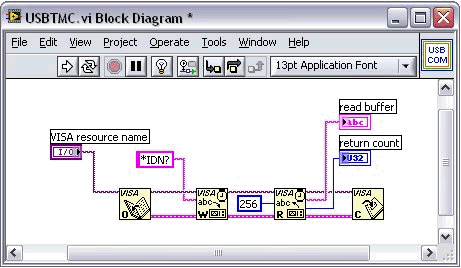 USBTMC.vi Block Diagram *
File Edit View Project Operate Tools Window Help
13pt Application Font
USB
COM
read buffer
abc
VISA resource name
I/O
return count
U32
*IDN?
VISA
O
VISA
abc
W
256
VISA
abc
R
VISA
C